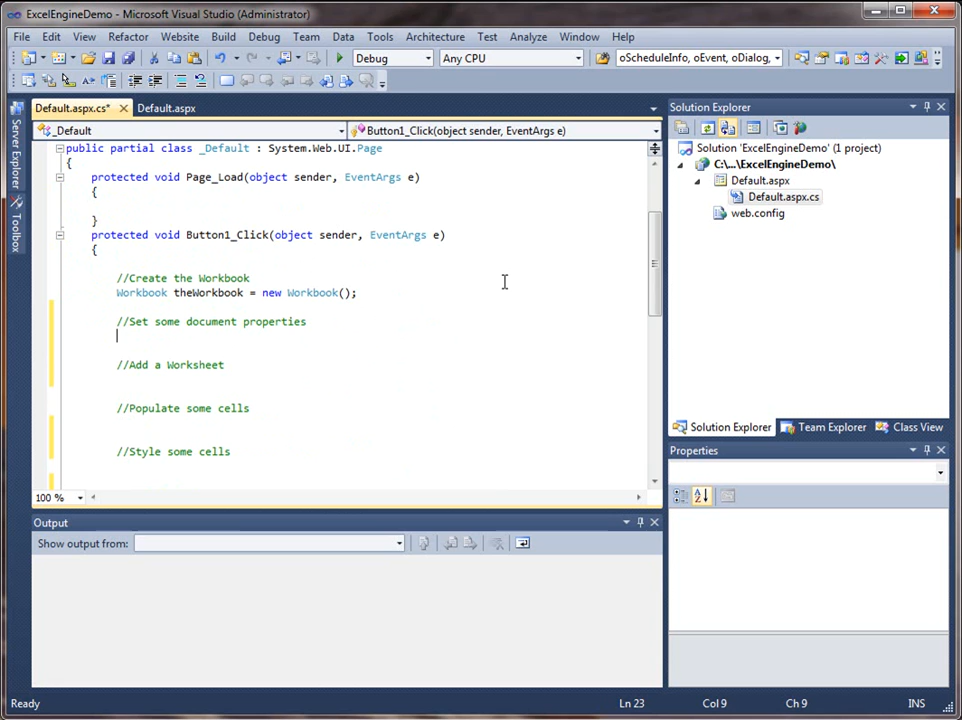 ExcelEngineDemo - Microsoft Visual Studio (Administrator)
File Edit View Refactor Website Build Debug Team Data Tools Architecture Test Analyze Window Help
Debug Any CPU oScheduleInfo, oEvent, oDialog,
Server Explorer
Toolbox
Default.aspx.cs* Default.aspx
_Default Button1_Click(object sender, EventArgs e)
public partial class _Default : System.Web.UI.Page
{
protected void Page_Load(object sender, EventArgs e)
{
}
protected void Button1_Click(object sender, EventArgs e)
{
//Create the Workbook
Workbook theWorkbook = new Workbook();
//Set some document properties
//Add a Worksheet
//Populate some cells
//Style some cells
100 %
Solution Explorer
Solution 'ExcelEngineDemo' (1 project)
C:\...\ExcelEngineDemo\
Default.aspx
Default.aspx.cs
web.config
Solution Explorer Team Explorer Class View
Properties
Output
Show output from:
Ready Ln 23 Col 9 Ch 9 INS